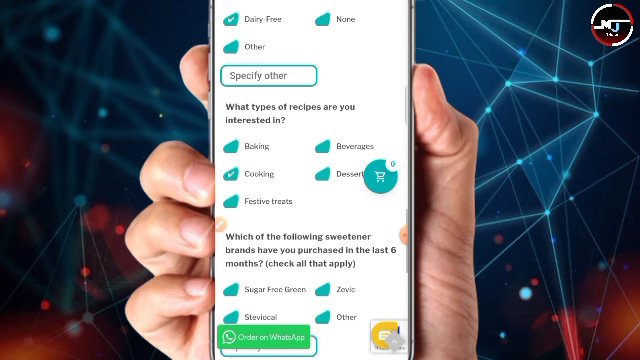 Dairy-Free
None
Other
Specify other
What types of recipes are you
interested in?
Baking
Beverages
0
Cooking
Festive treats
Which of the following sweetener
brands have you purchased in the last 6
months? (check all that apply)
Sugar Free Green
Zevic
Steviocal
Other
Order on WhatsApp